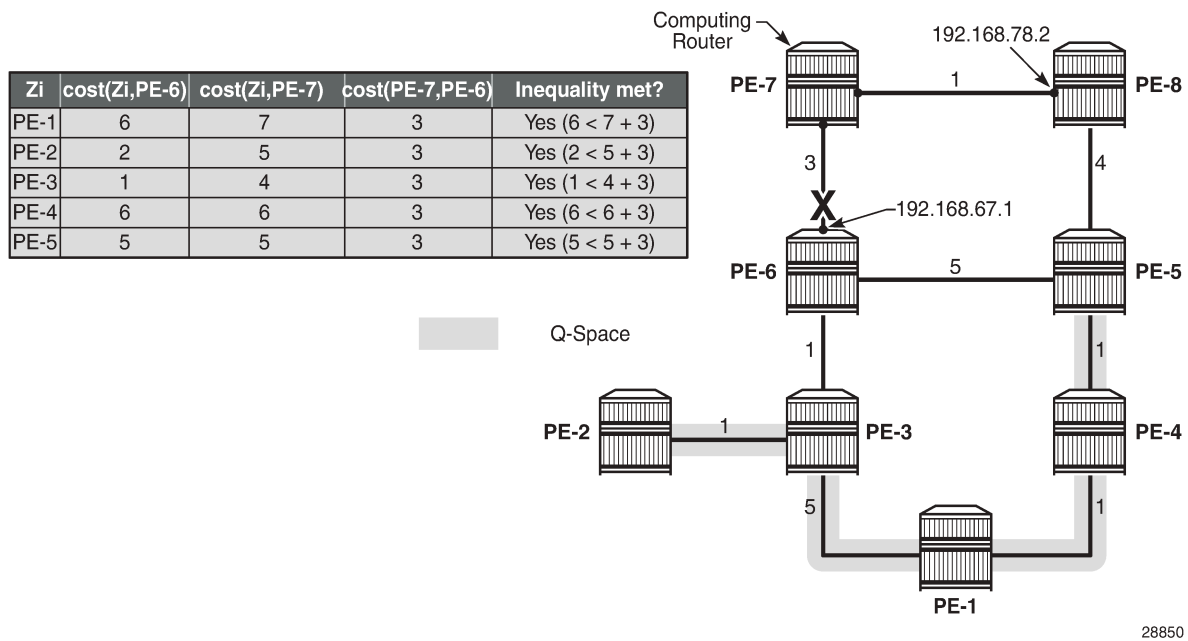 Computing
Router
192.168.78.2
PE-7
1
PE-8
Zi cost(Zi,PE-6) cost(Zi,PE-7) cost(PE-7,PE-6) Inequality met?
PE-1 6 7 3 Yes (6 < 7 + 3)
PE-2 2 5 3 Yes (2 < 5 + 3)
PE-3 1 4 3 Yes (1 < 4 + 3)
PE-4 6 6 3 Yes (6 < 6 + 3)
PE-5 5 5 3 Yes (5 < 5 + 3)
3
4
X
192.168.67.1
PE-6
5
PE-5
Q-Space
1
1
PE-2
1
PE-3
PE-4
5
1
PE-1
28850